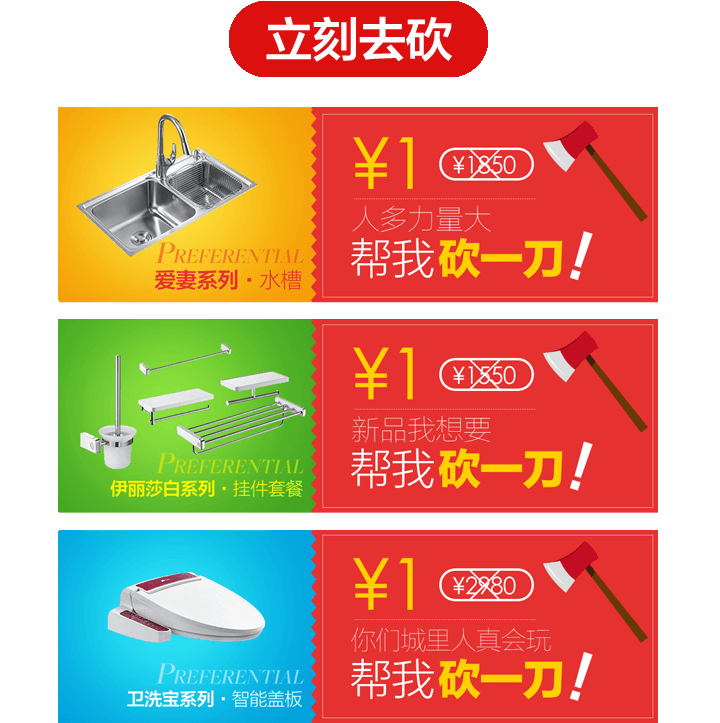 立刻去砍
¥1 ¥1850
人多力量大
帮我砍一刀!
PREFERENTIAL
爱妻系列·水槽
¥1 ¥1550
新品我想要
帮我砍一刀!
PREFERENTIAL
伊丽莎白系列·挂件套餐
¥1 ¥2980
你们城里人真会玩
帮我砍一刀!
PREFERENTIAL
卫洗宝系列·智能盖板